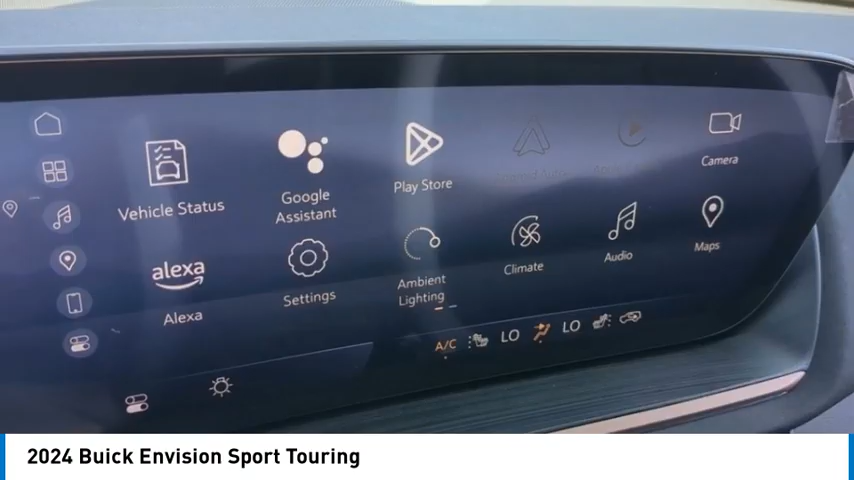 Vehicle Status
Google
Assistant
Play Store
Camera
alexa
Alexa
Settings
Ambient
Lighting
Climate
Audio
Maps
A/C
LO
LO
2024 Buick Envision Sport Touring